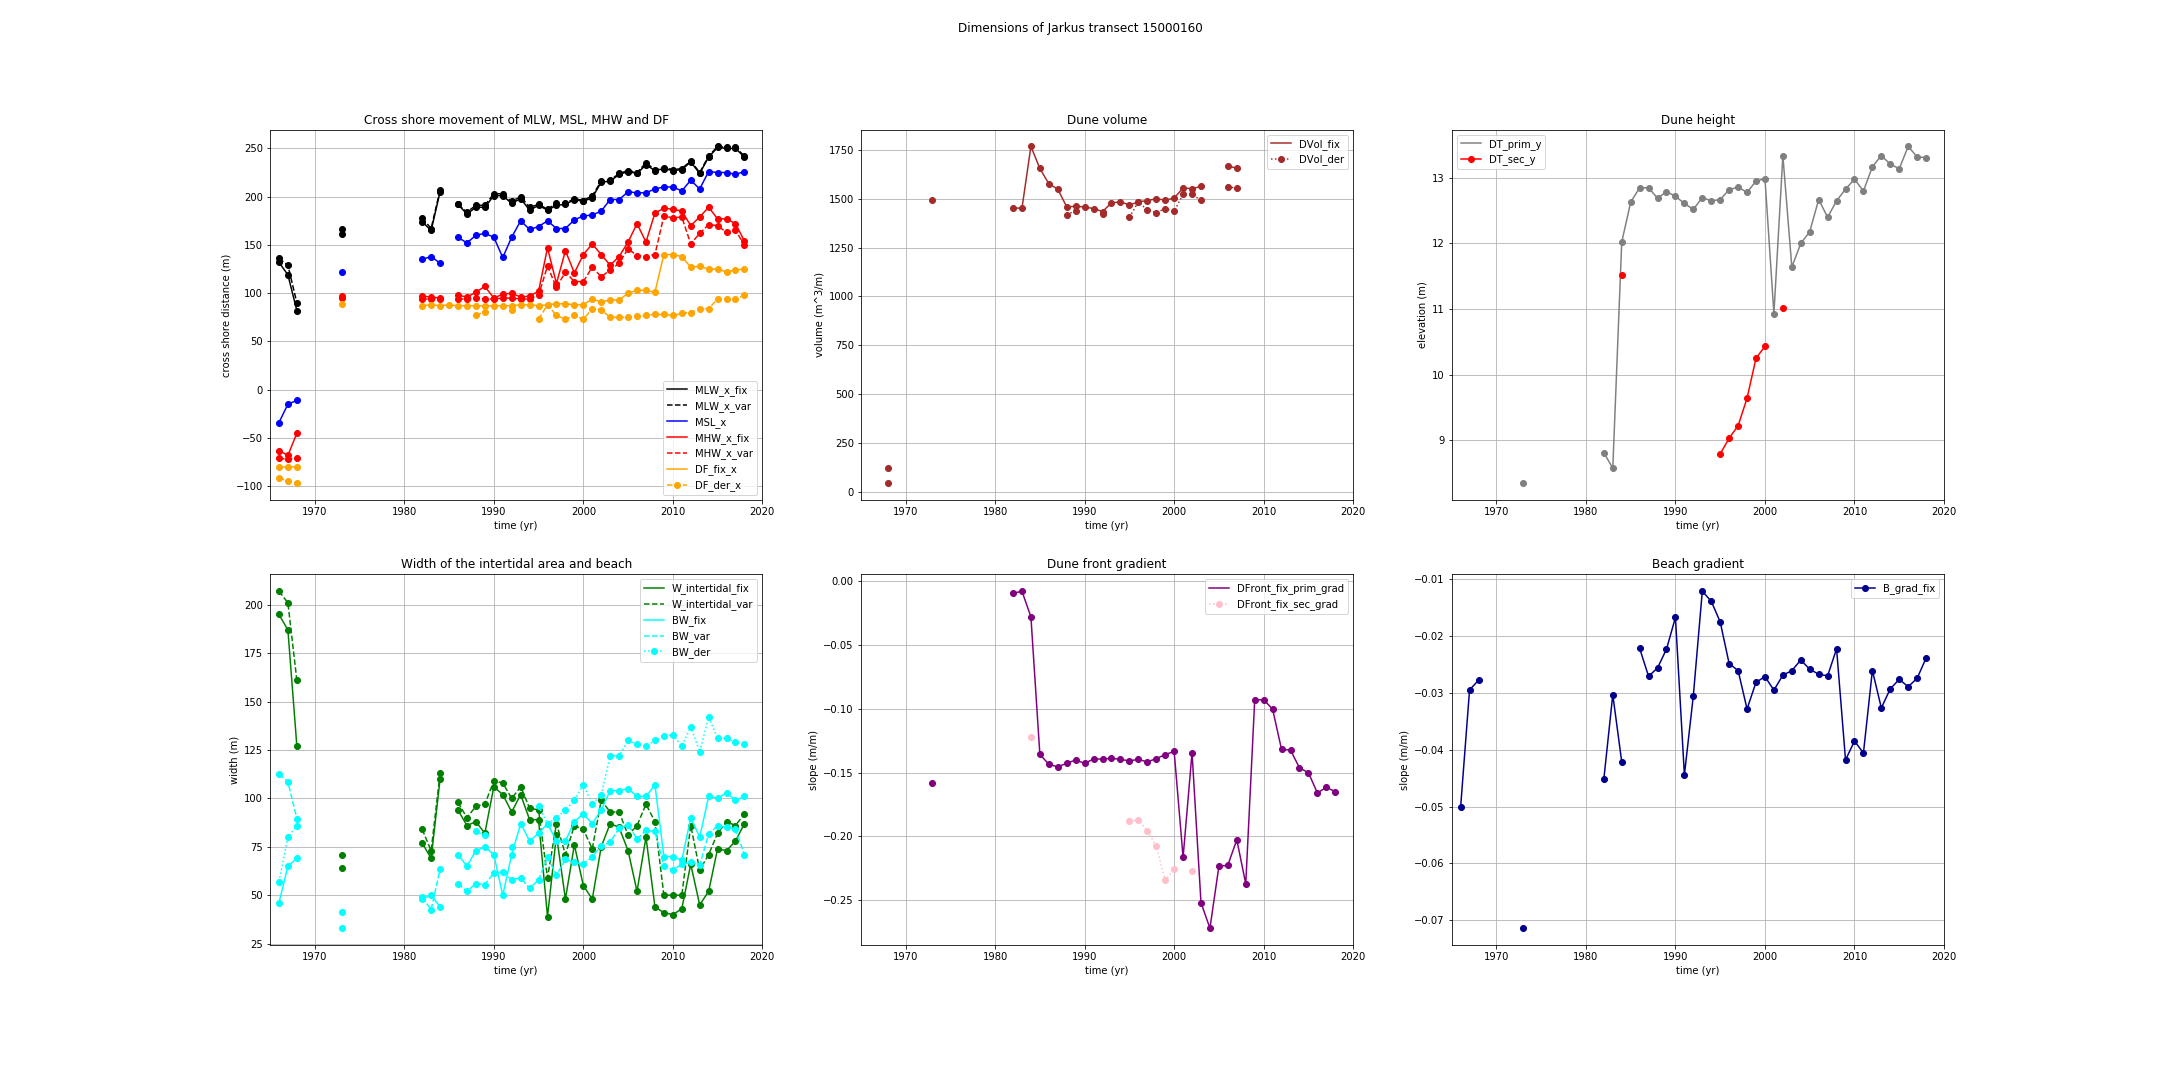 Dimensions of Jarkus transect 15000160
Cross shore movement of MLW, MSL, MHW and DF
cross shore distance (m)
250
200
150
100
50
0
−50
−100
MLW_x_fix
MLW_x_var
MSL_x
MHW_x_fix
MHW_x_var
DF_fix_x
DF_der_x
1970 1980 1990 2000 2010 2020
time (yr)
Dune volume
volume (m^3/m)
1750
1500
1250
1000
750
500
250
0
DVol_fix
DVol_der
1970 1980 1990 2000 2010 2020
time (yr)
Dune height
elevation (m)
13
12
11
10
9
DT_prim_y
DT_sec_y
1970 1980 1990 2000 2010 2020
time (yr)
Width of the intertidal area and beach
width (m)
200
175
150
125
100
75
50
25
W_intertidal_fix
W_intertidal_var
BW_fix
BW_var
BW_der
1970 1980 1990 2000 2010 2020
time (yr)
Dune front gradient
slope (m/m)
0.00
−0.05
−0.10
−0.15
−0.20
−0.25
DFront_fix_prim_grad
DFront_fix_sec_grad
1970 1980 1990 2000 2010 2020
time (yr)
Beach gradient
slope (m/m)
−0.01
−0.02
−0.03
−0.04
−0.05
−0.06
−0.07
B_grad_fix
1970 1980 1990 2000 2010 2020
time (yr)